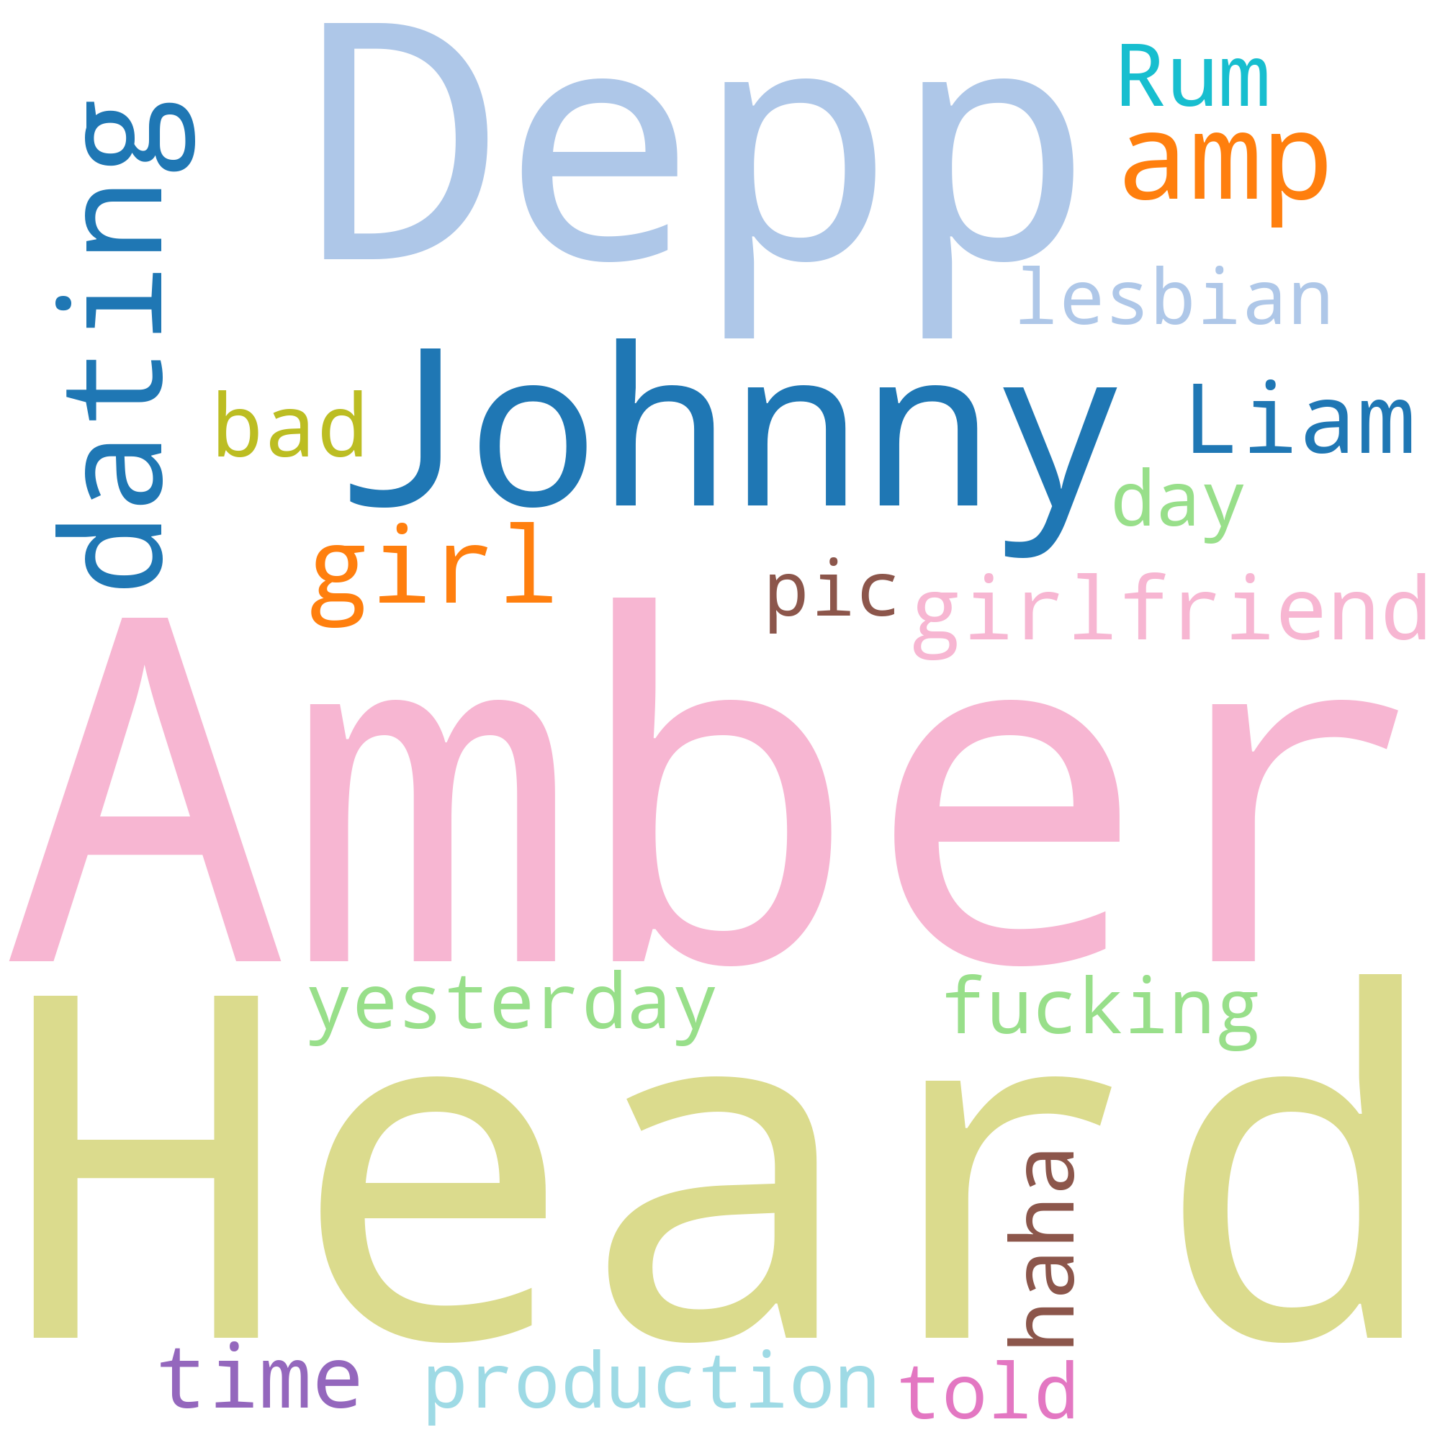 Depp
Rum
amp
dating
lesbian
Johnny
bad
Liam
day
girl
pic
girlfriend
Amber
yesterday
fucking
Heard
haha
time
production
told